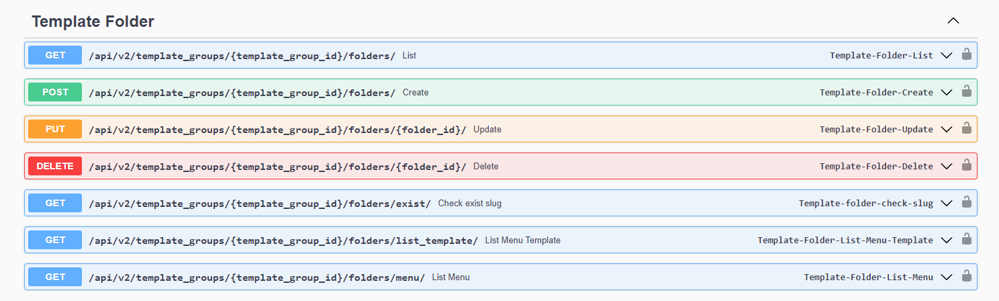 Template Folder
GET /api/v2/template_groups/{template_group_id}/folders/ List Template-Folder-List
POST /api/v2/template_groups/{template_group_id}/folders/ Create Template-Folder-Create
PUT /api/v2/template_groups/{template_group_id}/folders/{folder_id}/ Update Template-Folder-Update
DELETE /api/v2/template_groups/{template_group_id}/folders/{folder_id}/ Delete Template-Folder-Delete
GET /api/v2/template_groups/{template_group_id}/folders/exist/ Check exist slug Template-folder-check-slug
GET /api/v2/template_groups/{template_group_id}/folders/list_template/ List Menu Template Template-Folder-List-Menu-Template
GET /api/v2/template_groups/{template_group_id}/folders/menu/ List Menu Template-Folder-List-Menu